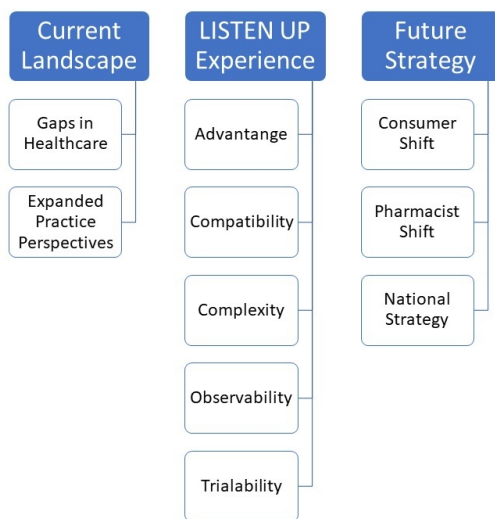 Current
Landscape
Gaps in
Healthcare
Expanded
Practice
Perspectives
LISTEN UP
Experience
Advantange
Compatibility
Complexity
Observability
Trialability
Future
Strategy
Consumer
Shift
Pharmacist
Shift
National
Strategy